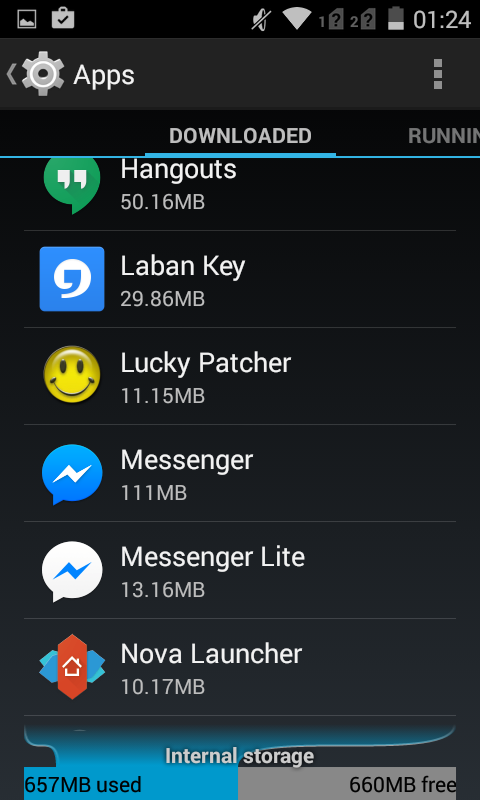 1 ? 2 ? 01:24
Apps
DOWNLOADED RUNNIN
Hangouts
50.16MB
Laban Key
29.86MB
Lucky Patcher
11.15MB
Messenger
111MB
Messenger Lite
13.16MB
Nova Launcher
10.17MB
Internal storage
657MB used 660MB free